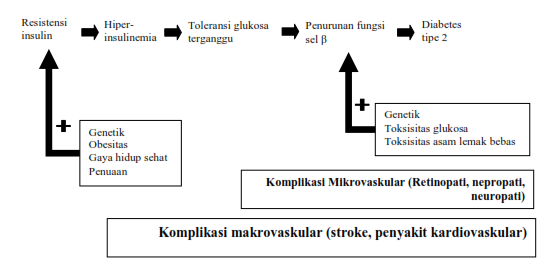 Resistensi
insulin
Hiper-
insulinemia
Toleransi glukosa
terganggu
Penurunan fungsi
sel β
Diabetes
tipe 2
+
Genetik
Obesitas
Gaya hidup sehat
Penuaan
+
Genetik
Toksisitas glukosa
Toksisitas asam lemak bebas
Komplikasi Mikrovaskular (Retinopati, nepropati,
neuropati)
Komplikasi makrovaskular (stroke, penyakit kardiovaskular)